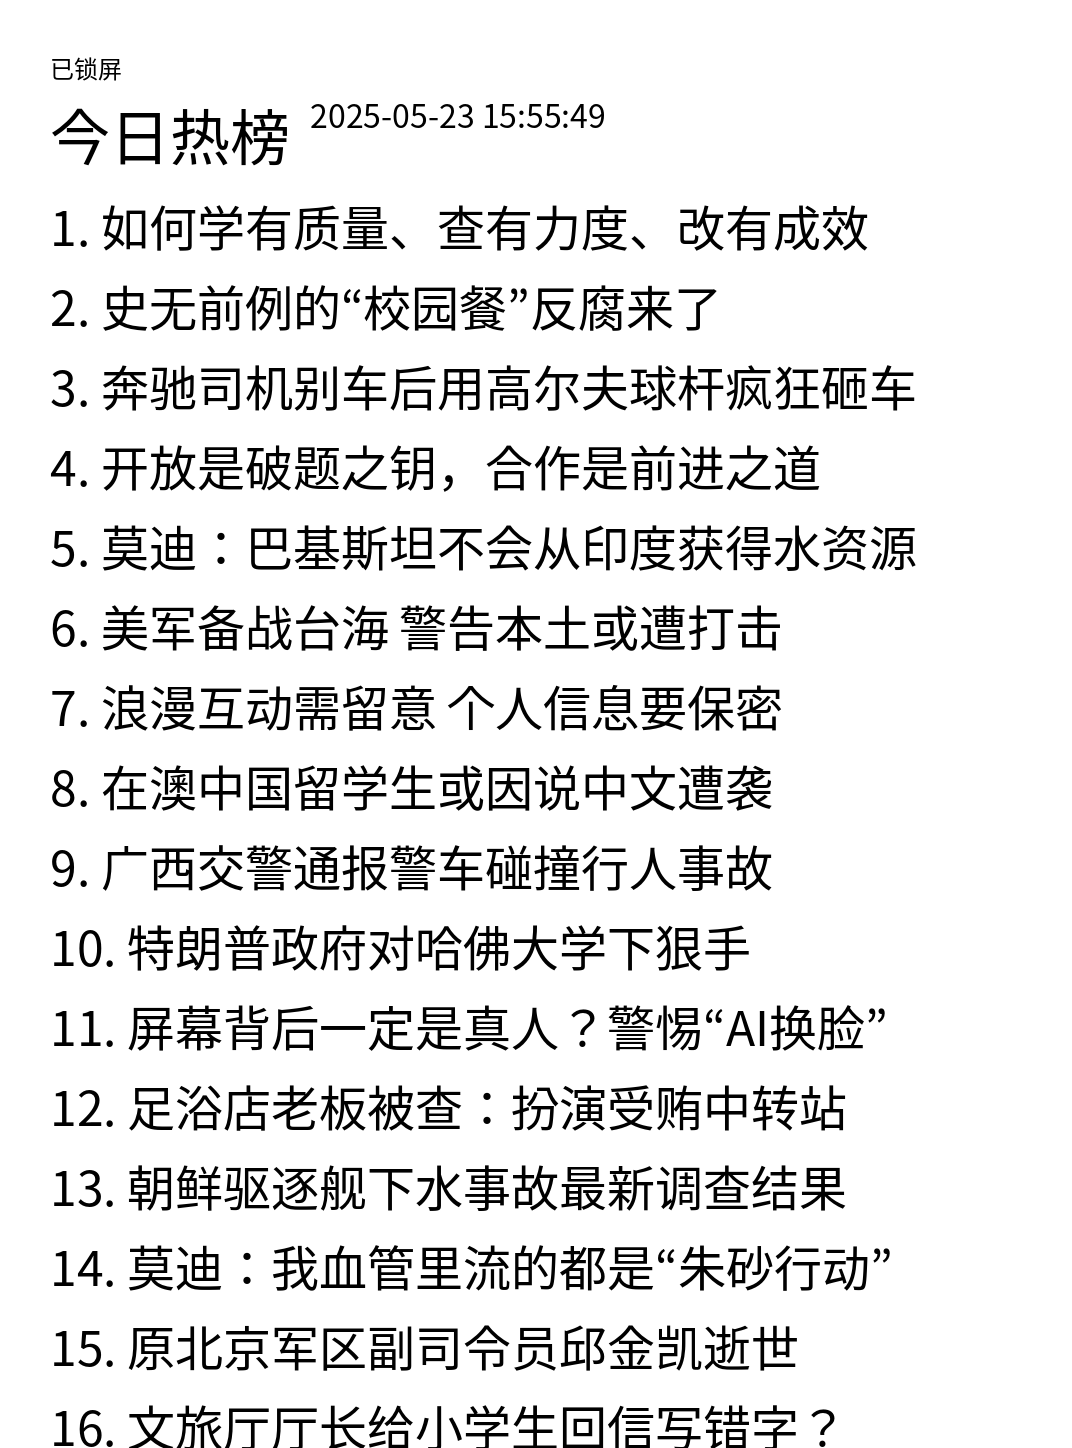 已锁屏
今日热榜 2025-05-23 15:55:49
1. 如何学有质量、查有力度、改有成效
2. 史无前例的“校园餐”反腐来了
3. 奔驰司机别车后用高尔夫球杆疯狂砸车
4. 开放是破题之钥，合作是前进之道
5. 莫迪：巴基斯坦不会从印度获得水资源
6. 美军备战台海 警告本土或遭打击
7. 浪漫互动需留意 个人信息要保密
8. 在澳中国留学生或因说中文遭袭
9. 广西交警通报警车碰撞行人事故
10. 特朗普政府对哈佛大学下狠手
11. 屏幕背后一定是真人？警惕“AI换脸”
12. 足浴店老板被查：扮演受贿中转站
13. 朝鲜驱逐舰下水事故最新调查结果
14. 莫迪：我血管里流的都是“朱砂行动”
15. 原北京军区副司令员邱金凯逝世
16. 文旅厅厅长给小学生回信写错字？